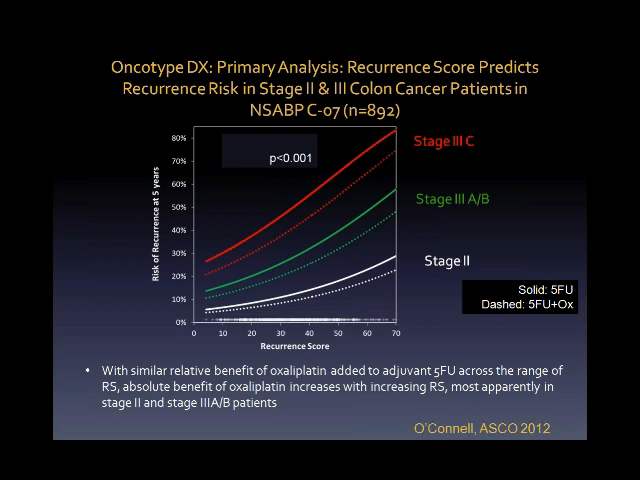 Oncotype DX: Primary Analysis: Recurrence Score Predicts
Recurrence Risk in Stage II & III Colon Cancer Patients in
NSABP C-07 (n=892)
80%
70%
60%
50%
40%
30%
20%
10%
0%
Risk of Recurrence at 5 years
p<0.001
Stage III C
Stage III A/B
Stage II
Solid: 5FU
Dashed: 5FU+Ox
0 10 20 30 40 50 60 70
Recurrence Score
• With similar relative benefit of oxaliplatin added to adjuvant 5FU across the range of
RS, absolute benefit of oxaliplatin increases with increasing RS, most apparently in
stage II and stage IIIA/B patients
O'Connell, ASCO 2012